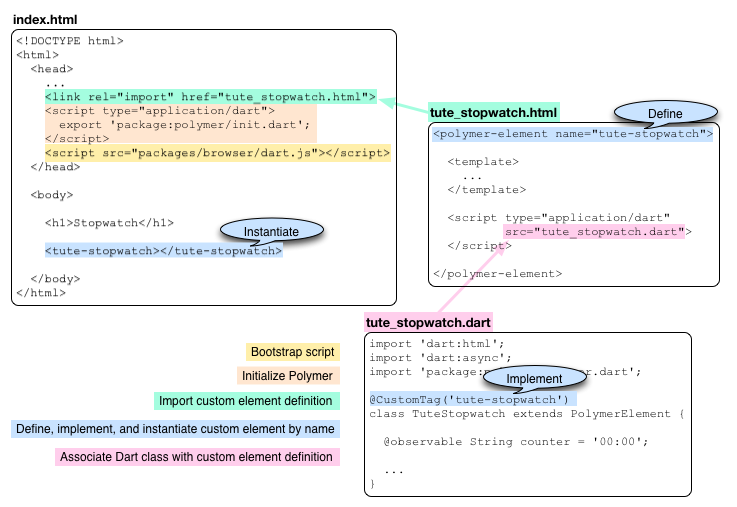 index.html
<!DOCTYPE html>
<html>
<head>
...
<link rel="import" href="tute_stopwatch.html">
<script type="application/dart">
export 'package:polymer/init.dart';
</script>
<script src="packages/browser/dart.js"></script>
</head>
<body>
<h1>Stopwatch</h1>
Instantiate
<tute-stopwatch></tute-stopwatch>
</body>
</html>
tute_stopwatch.html
Define
<polymer-element name="tute-stopwatch">
<template>
...
</template>
<script type="application/dart"
src="tute_stopwatch.dart">
</script>
</polymer-element>
tute_stopwatch.dart
import 'dart:html';
import 'dart:async';
import 'package:
Implement
@CustomTag('tute-stopwatch')
class TuteStopwatch extends PolymerElement {
@observable String counter = '00:00';
...
}
Bootstrap script
Initialize Polymer
Import custom element definition
Define, implement, and instantiate custom element by name
Associate Dart class with custom element definition